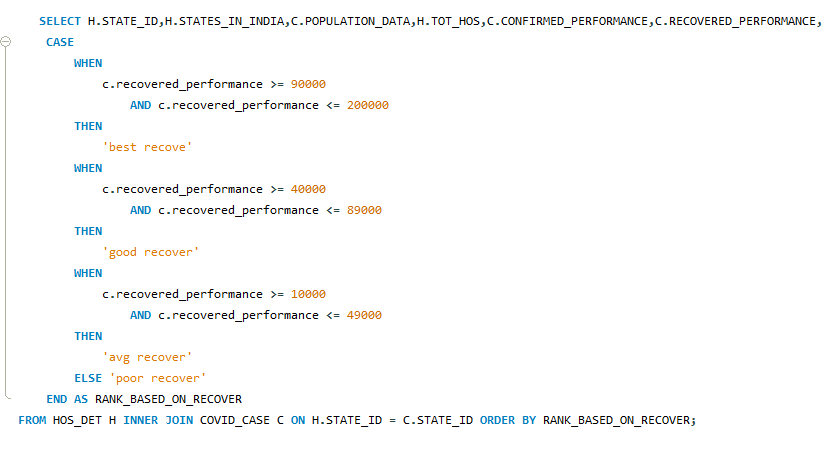 SELECT H.STATE_ID,H.STATES_IN_INDIA,C.POPULATION_DATA,H.TOT_HOS,C.CONFIRMED_PERFORMANCE,C.RECOVERED_PERFORMANCE,
CASE
WHEN
c.recovered_performance >= 90000
AND c.recovered_performance <= 200000
THEN
'best recove'
WHEN
c.recovered_performance >= 40000
AND c.recovered_performance <= 89000
THEN
'good recover'
WHEN
c.recovered_performance >= 10000
AND c.recovered_performance <= 49000
THEN
'avg recover'
ELSE 'poor recover'
END AS RANK_BASED_ON_RECOVER
FROM HOS_DET H INNER JOIN COVID_CASE C ON H.STATE_ID = C.STATE_ID ORDER BY RANK_BASED_ON_RECOVER;